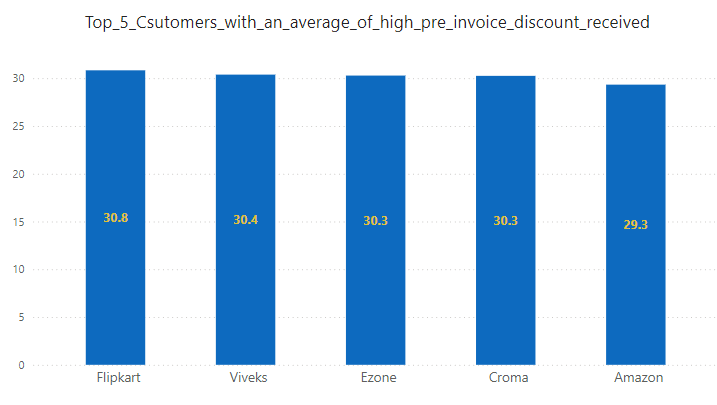 Top_5_Csutomers_with_an_average_of_high_pre_invoice_discount_received
30
25
20
15
10
5
0
30.8
30.4
30.3
30.3
29.3
Flipkart
Viveks
Ezone
Croma
Amazon